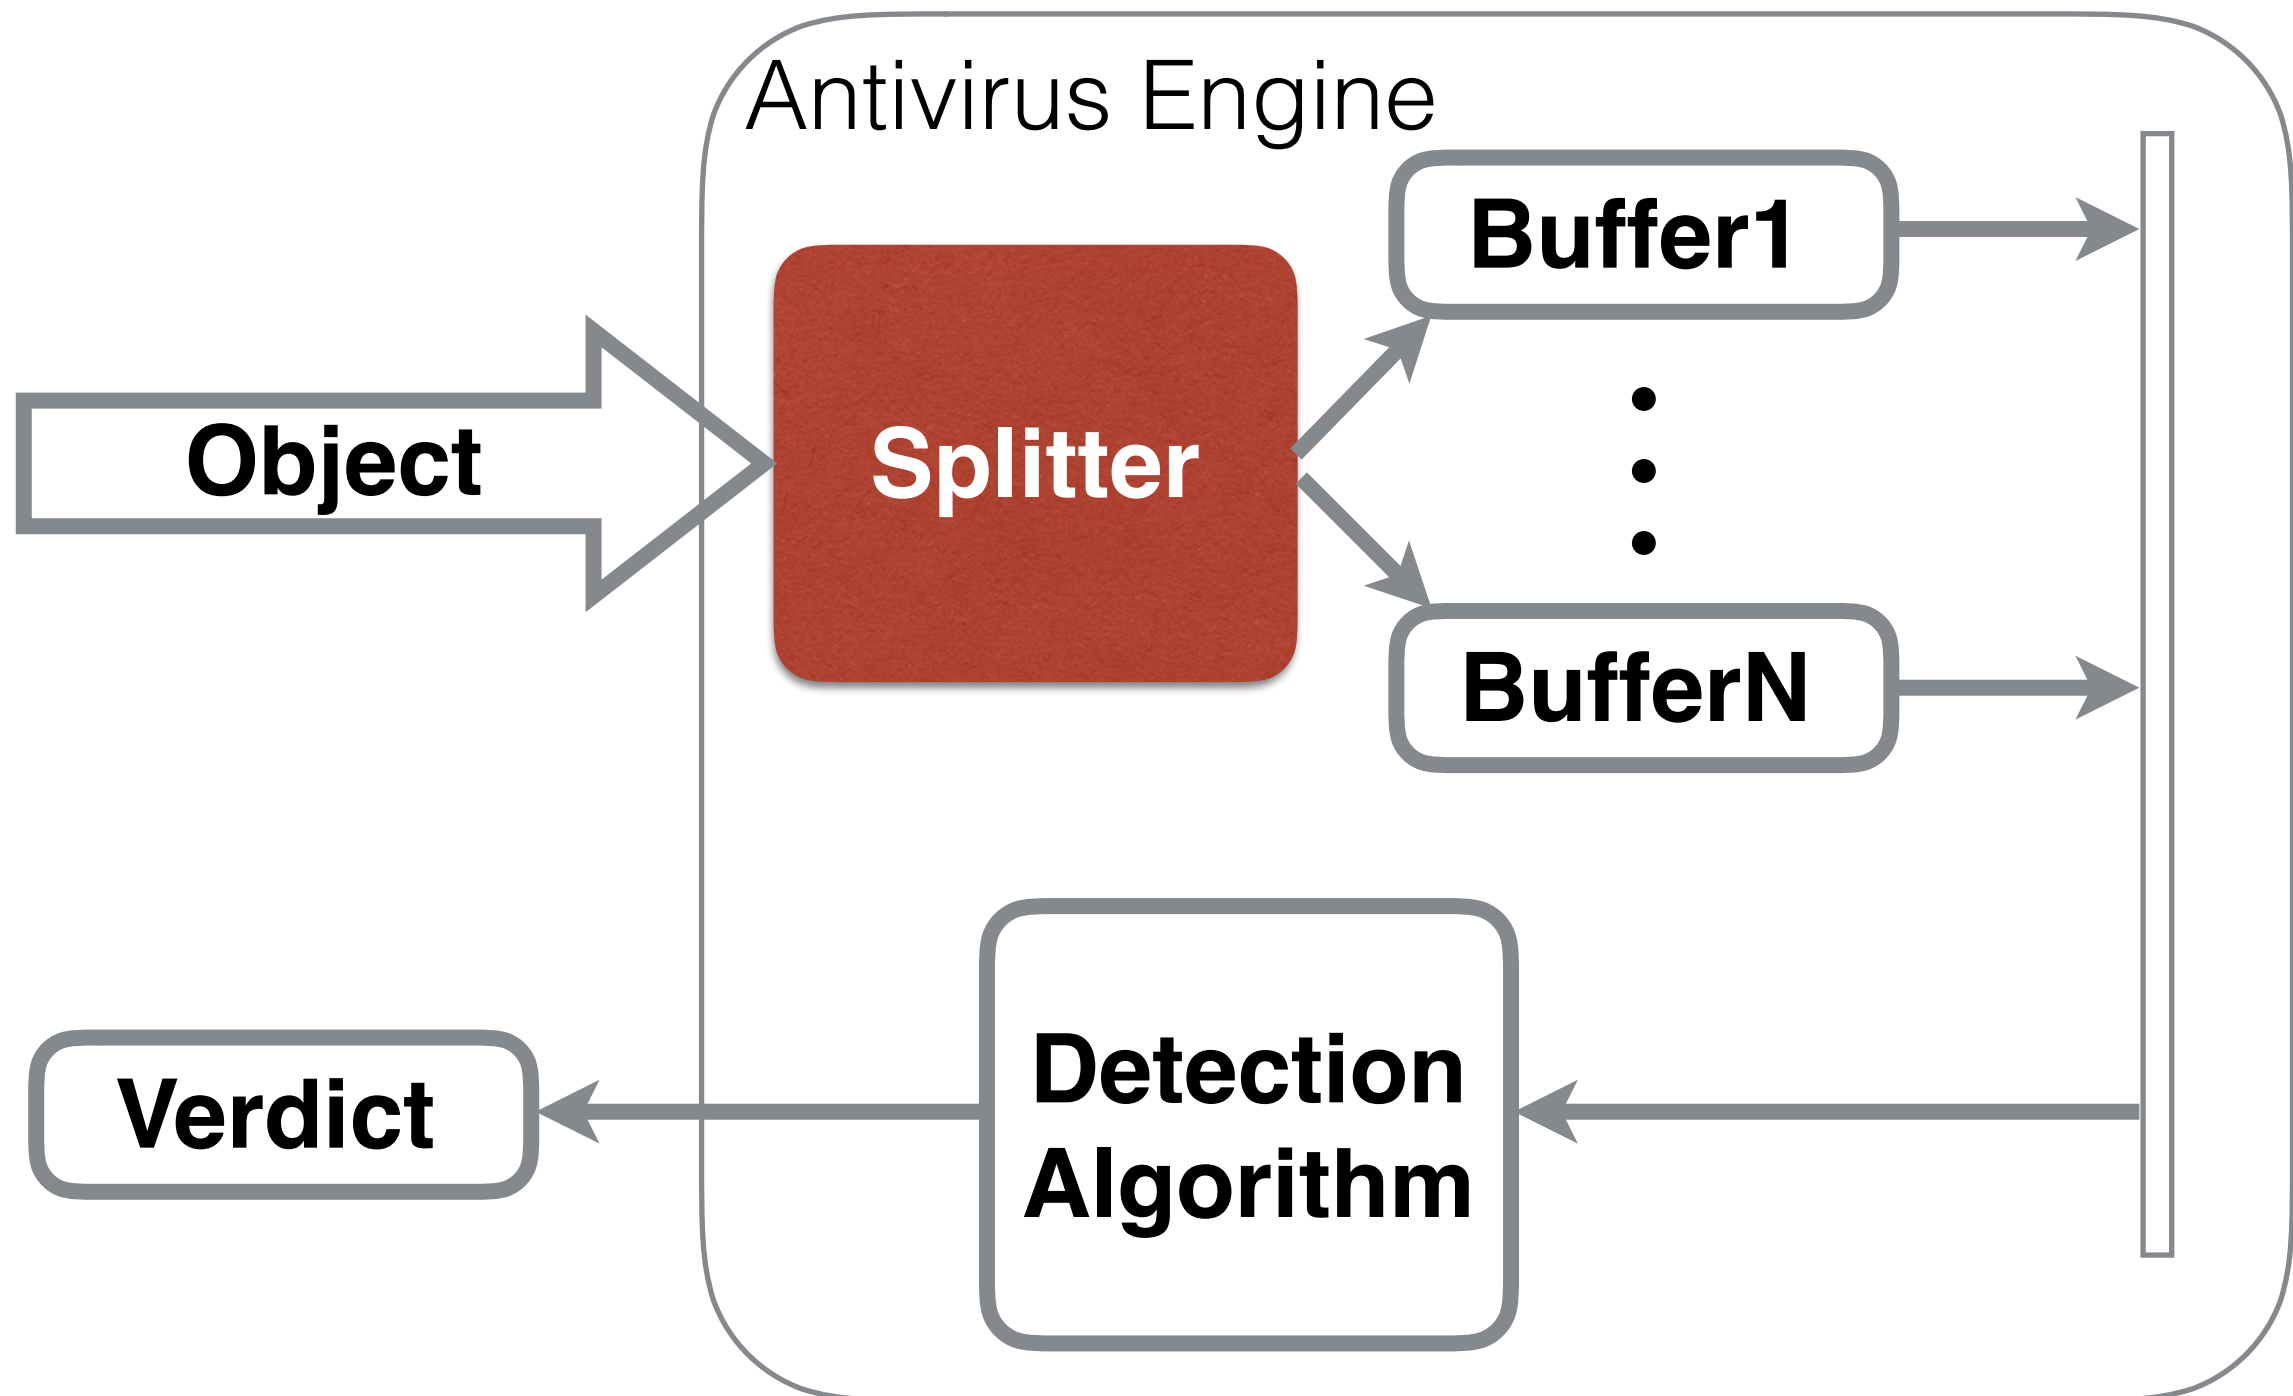 Antivirus Engine
Buffer1
Object
Splitter
BufferN
Detection
Algorithm
Verdict